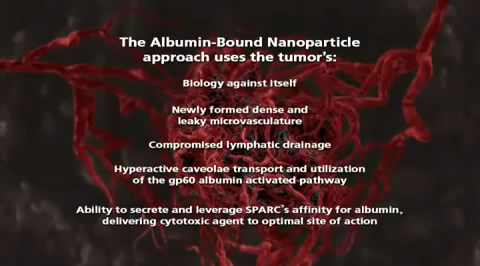 The Albumin-Bound Nanoparticle
approach uses the tumor's:
Biology against itself
Newly formed dense and
leaky microvasculature
Compromised lymphatic drainage
Hyperactive caveolae transport and utilization
of the gp60 albumin activated pathway
Ability to secrete and leverage SPARC's affinity for albumin,
delivering cytotoxic agent to optimal site of action